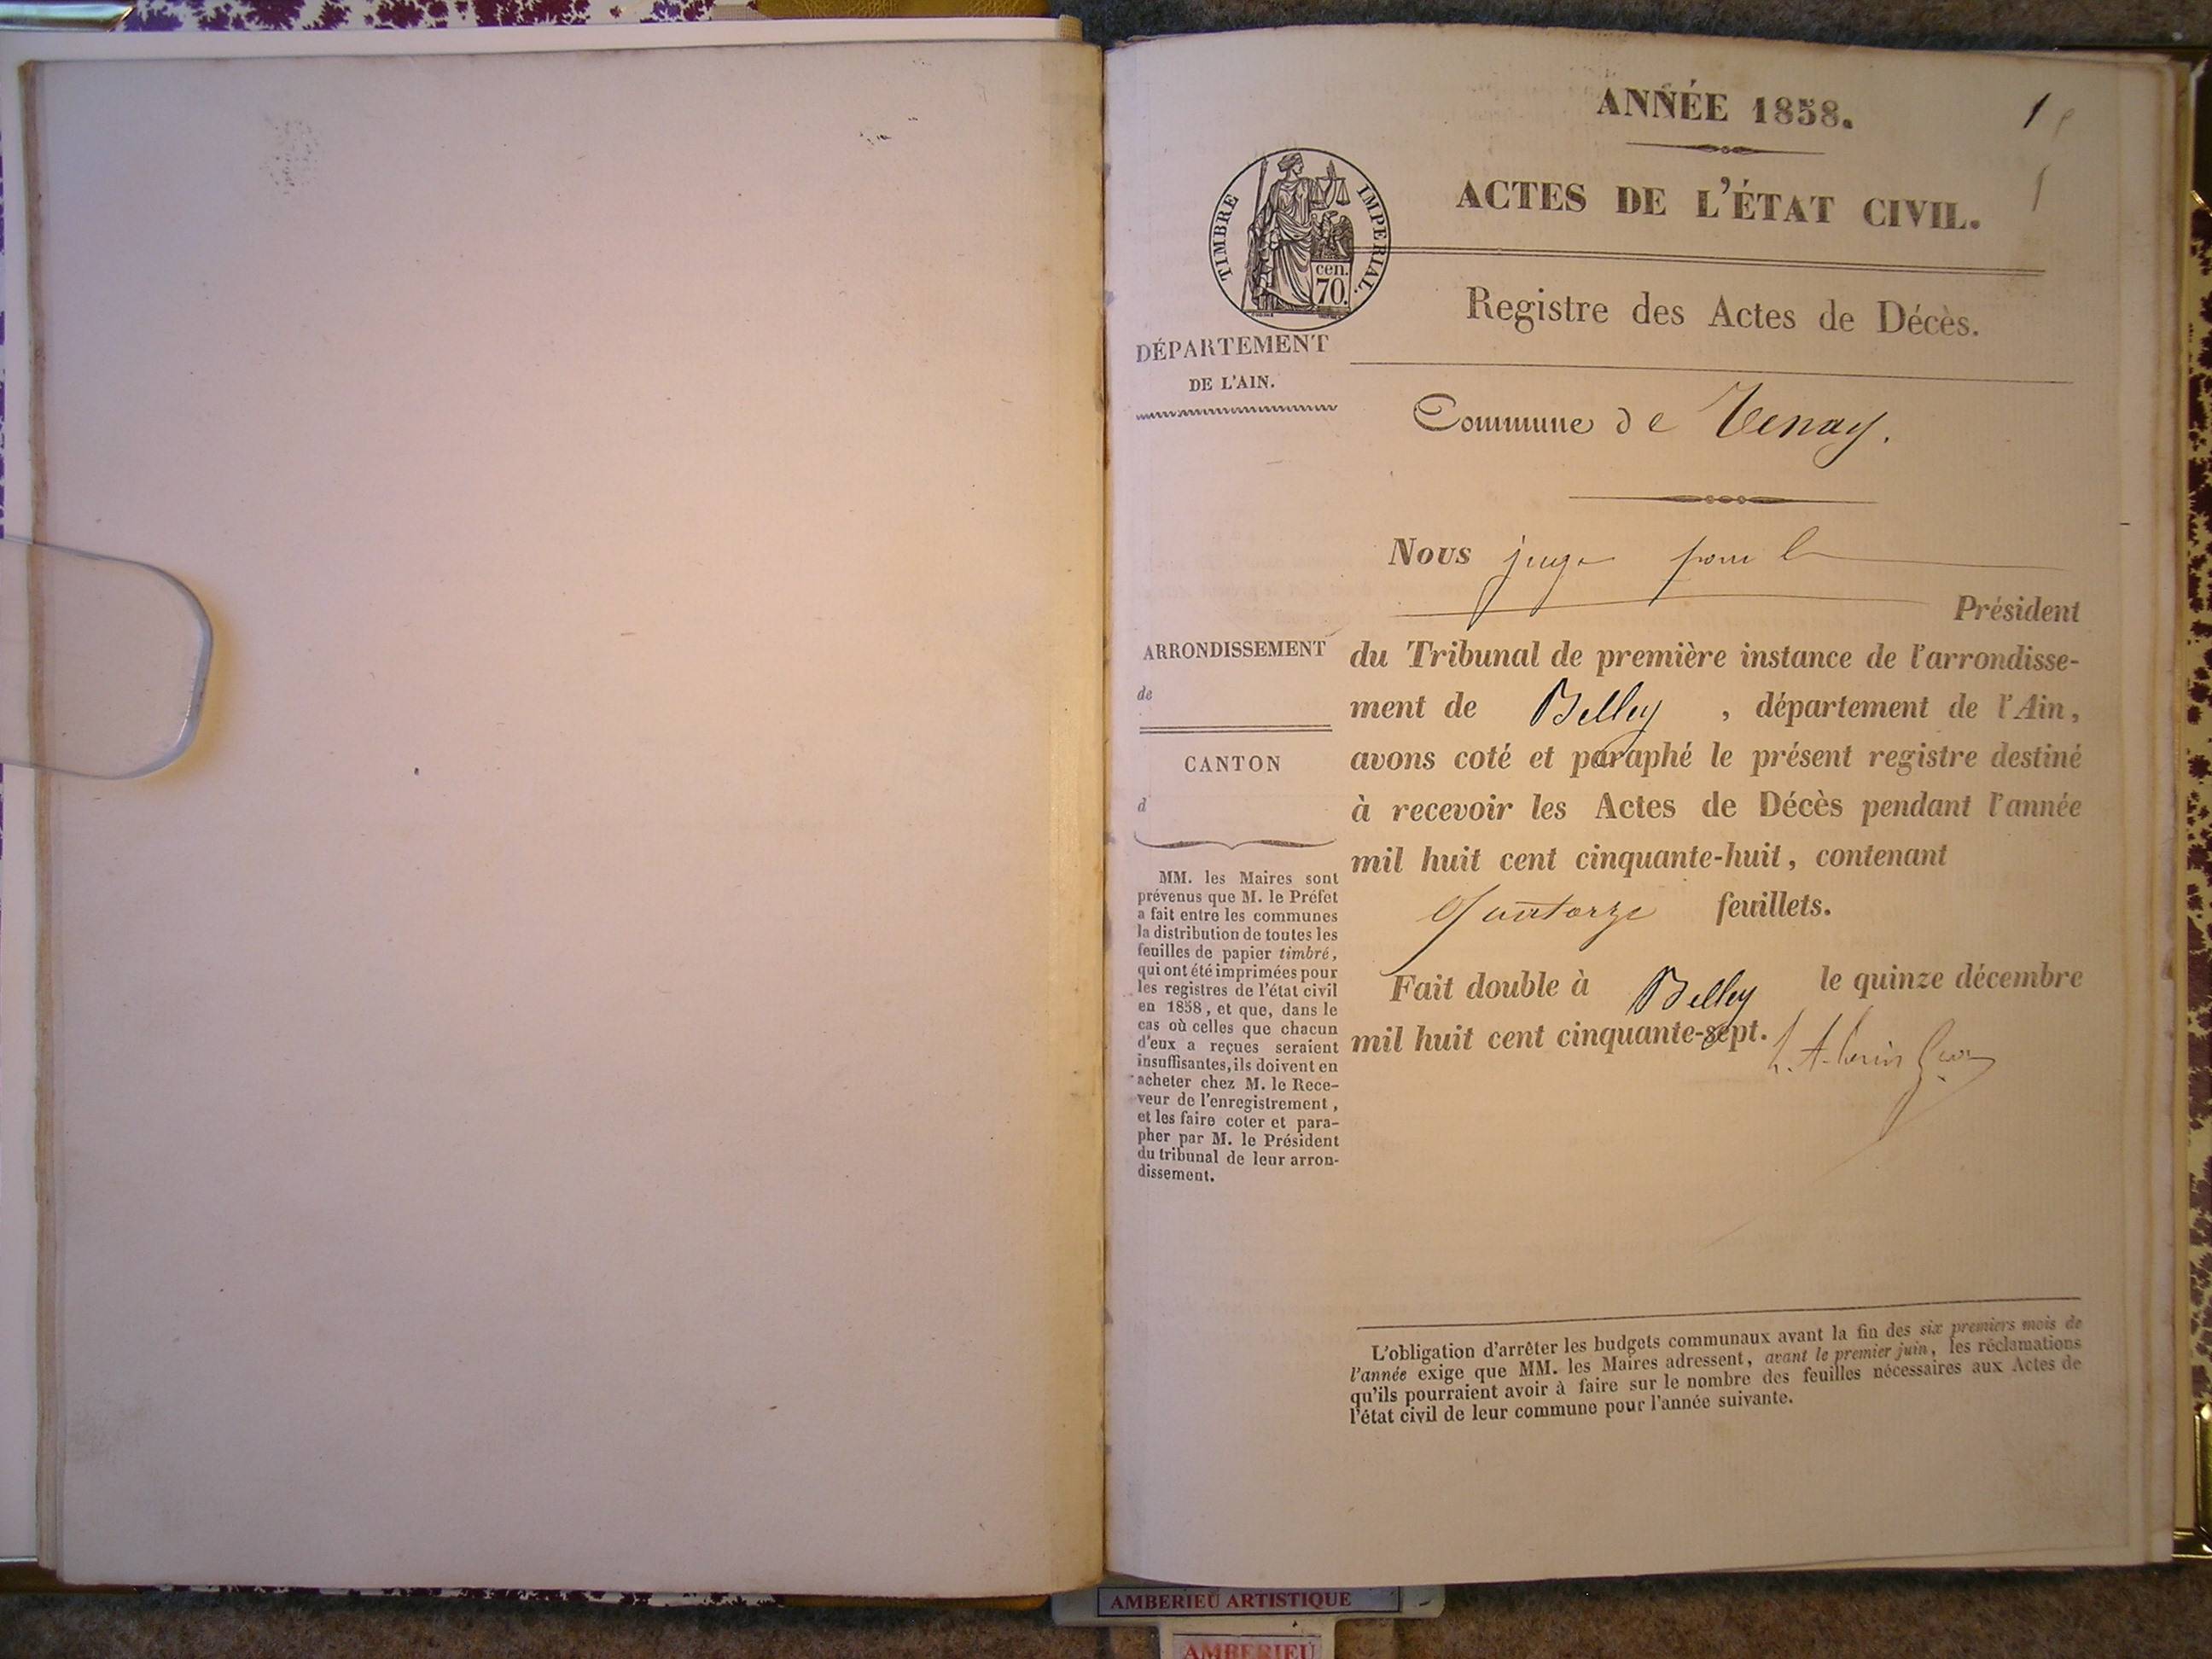 ANNÉE 1858.
1
ACTES DE L'ÉTAT CIVIL.
TIMBRE IMPERIAL.
cen.
70.
Registre des Actes de Décès.
DÉPARTEMENT
DE L'AIN.
Commune de Tenay.
Nous juge pour le
Président
du Tribunal de première instance de l'arrondisse-
ment de Belley, département de l'Ain,
avons coté et paraphé le présent registre destiné
à recevoir les Actes de Décès pendant l'année
mil huit cent cinquante-huit, contenant
Quatorze feuillets.
Fait double à Belley le quinze décembre
mil huit cent cinquante-sept.
ARRONDISSEMENT
de
CANTON
d
MM. les Maires sont
prévenus que M. le Préfet
a fait entre les communes
la distribution de toutes les
feuilles de papier timbré,
qui ont été imprimées pour
les registres de l'état civil
en 1858, et que, dans le
cas où celles que chacun
d'eux a reçues seraient
insuffisantes, ils doivent en
acheter chez M. le Rece-
veur de l'enregistrement,
et les faire coter et para-
pher par M. le Président
du tribunal de leur arron-
dissement.
L'obligation d'arrêter les budgets communaux avant la fin des six premiers mois de
l'année exige que MM. les Maires adressent, avant le premier juin, les réclamations
qu'ils pourraient avoir à faire sur le nombre des feuilles nécessaires aux Actes de
l'état civil de leur commune pour l'année suivante.
AMBERIEU ARTISTIQUE
AMBERIEU